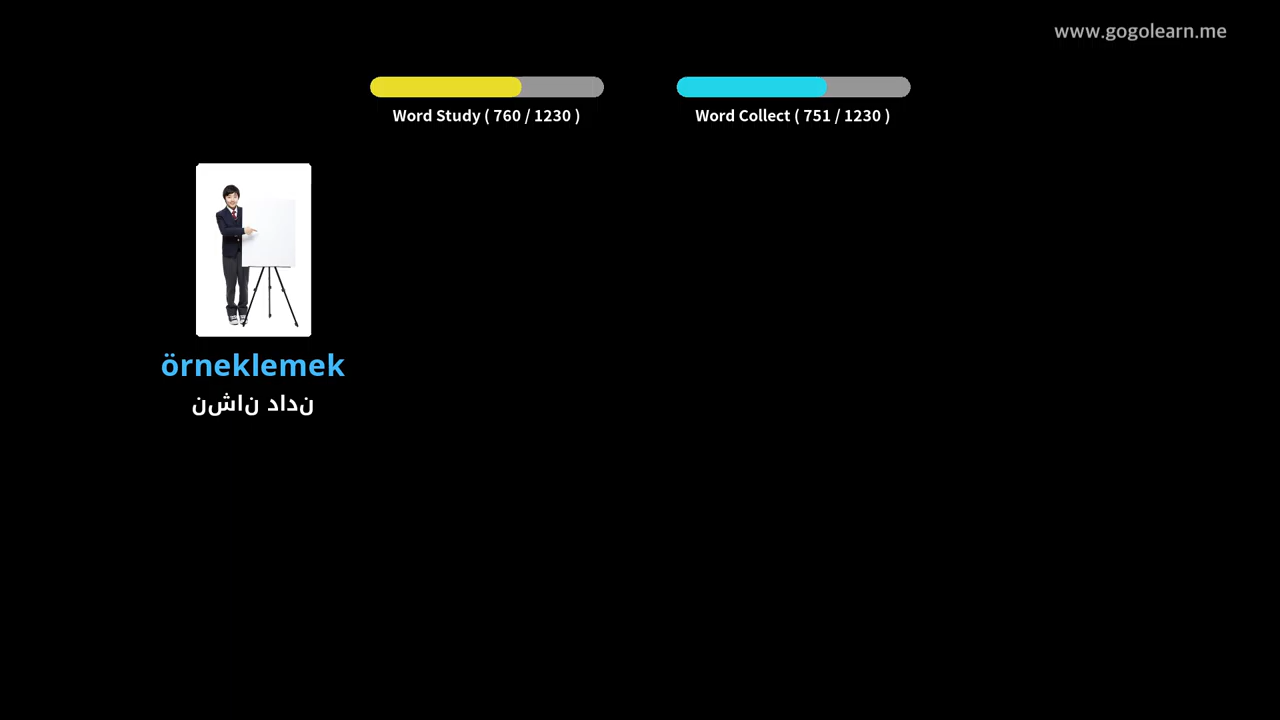 www.gogolearn.me
Word Study ( 760 / 1230 )
Word Collect ( 751 / 1230 )
örneklemek
نشان دادن